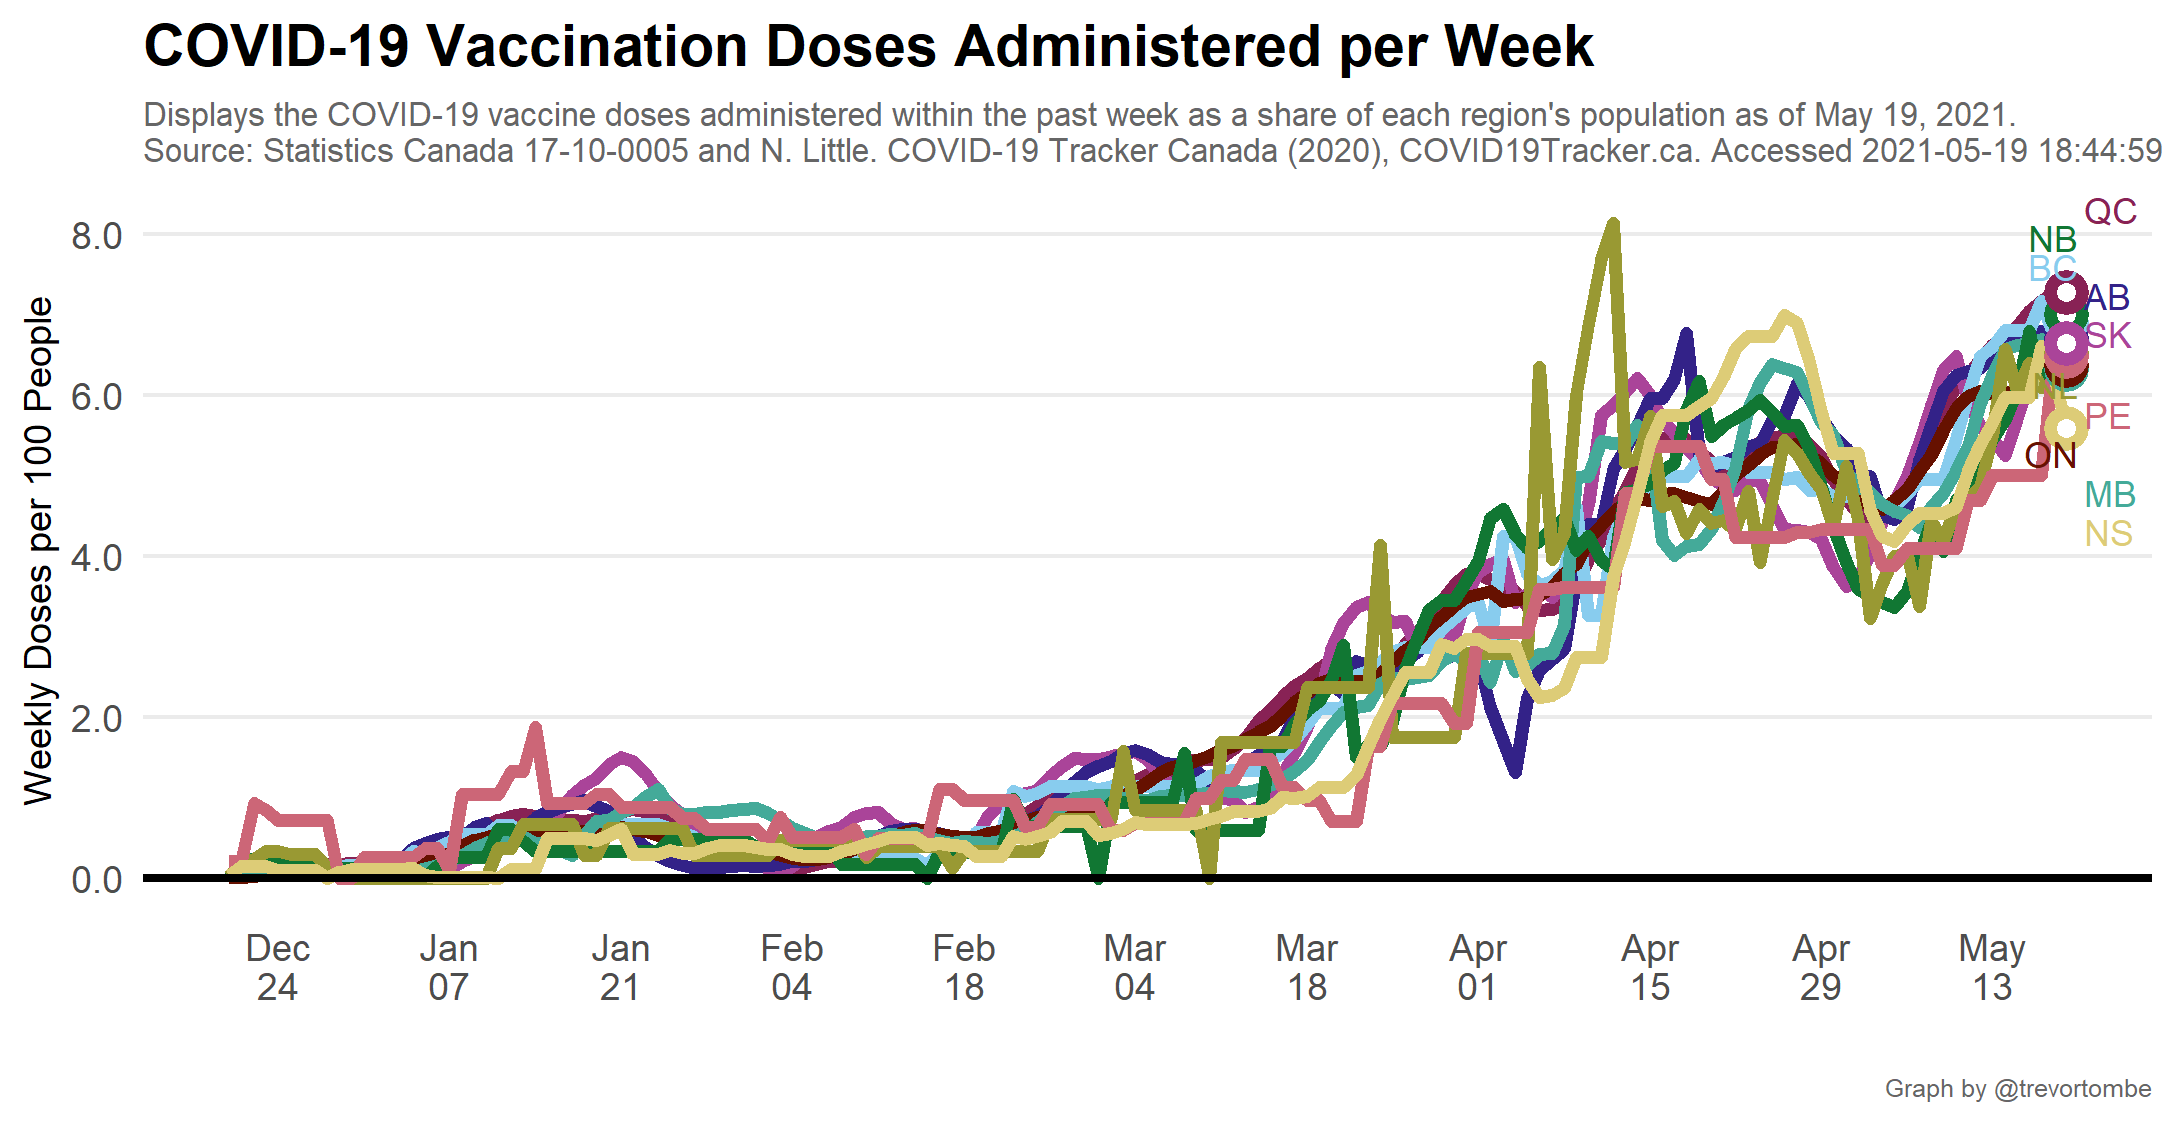 COVID-19 Vaccination Doses Administered per Week
Displays the COVID-19 vaccine doses administered within the past week as a share of each region's population as of May 19, 2021.
Source: Statistics Canada 17-10-0005 and N. Little. COVID-19 Tracker Canada (2020), COVID19Tracker.ca. Accessed 2021-05-19 18:44:59
Weekly Doses per 100 People
8.0
6.0
4.0
2.0
0.0
QC
NB
BC
AB
SK
NL
PE
ON
MB
NS
Dec Jan Jan Feb Feb Mar Mar Apr Apr Apr May
24 07 21 04 18 04 18 01 15 29 13
Graph by @trevortombe